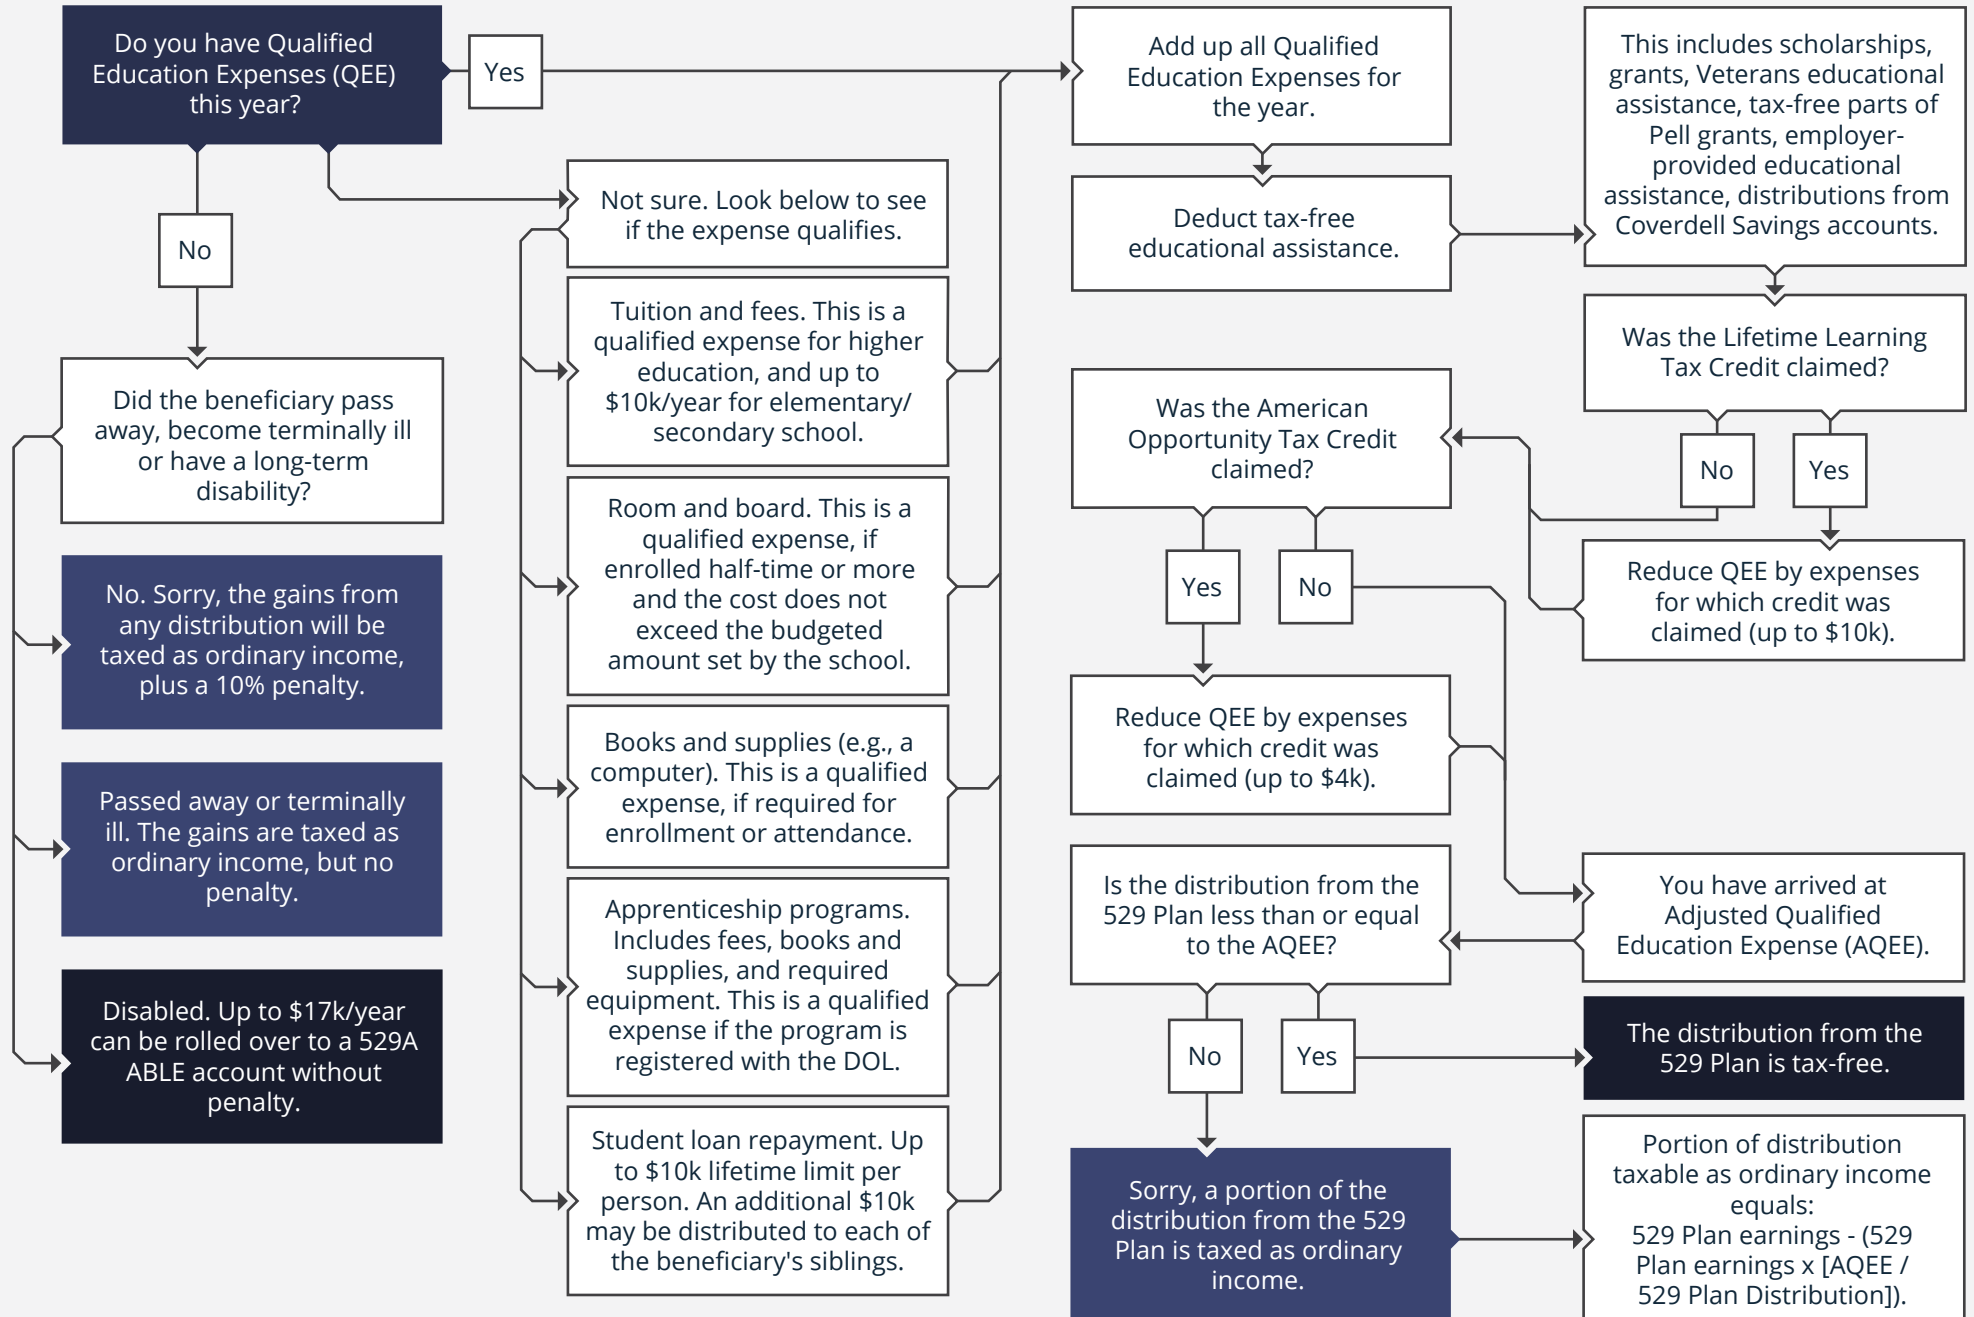 Do you have Qualified
Education Expenses (QEE)
this year?
Yes
No
Did the beneficiary pass
away, become terminally ill
or have a long-term
disability?
No. Sorry, the gains from
any distribution will be
taxed as ordinary income,
plus a 10% penalty.
Passed away or terminally
ill. The gains are taxed as
ordinary income, but no
penalty.
Disabled. Up to $17k/year
can be rolled over to a 529A
ABLE account without
penalty.
Not sure. Look below to see
if the expense qualifies.
Tuition and fees. This is a
qualified expense for higher
education, and up to
$10k/year for elementary/
secondary school.
Room and board. This is a
qualified expense, if
enrolled half-time or more
and the cost does not
exceed the budgeted
amount set by the school.
Books and supplies (e.g., a
computer). This is a qualified
expense, if required for
enrollment or attendance.
Apprenticeship programs.
Includes fees, books and
supplies, and required
equipment. This is a qualified
expense if the program is
registered with the DOL.
Student loan repayment. Up
to $10k lifetime limit per
person. An additional $10k
may be distributed to each of
the beneficiary's siblings.
Add up all Qualified
Education Expenses for
the year.
Deduct tax-free
educational assistance.
This includes scholarships,
grants, Veterans educational
assistance, tax-free parts of
Pell grants, employer-
provided educational
assistance, distributions from
Coverdell Savings accounts.
Was the Lifetime Learning
Tax Credit claimed?
No
Yes
Reduce QEE by expenses
for which credit was
claimed (up to $10k).
Was the American
Opportunity Tax Credit
claimed?
Yes
No
Reduce QEE by expenses
for which credit was
claimed (up to $4k).
You have arrived at
Adjusted Qualified
Education Expense (AQEE).
Is the distribution from the
529 Plan less than or equal
to the AQEE?
No
Yes
The distribution from the
529 Plan is tax-free.
Sorry, a portion of the
distribution from the 529
Plan is taxed as ordinary
income.
Portion of distribution
taxable as ordinary income
equals:
529 Plan earnings - (529
Plan earnings x [AQEE /
529 Plan Distribution]).